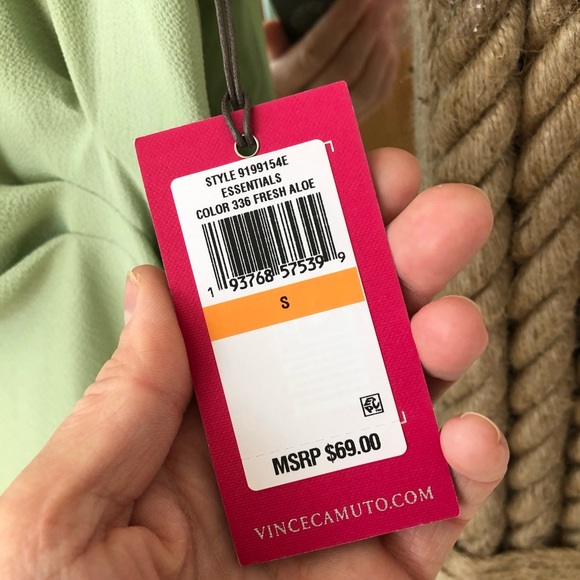 STYLE 9199154E
ESSENTIALS
COLOR 336 FRESH ALOE
1 93768 57539 9
S
MSRP $69.00
VINCECAMUTO.COM